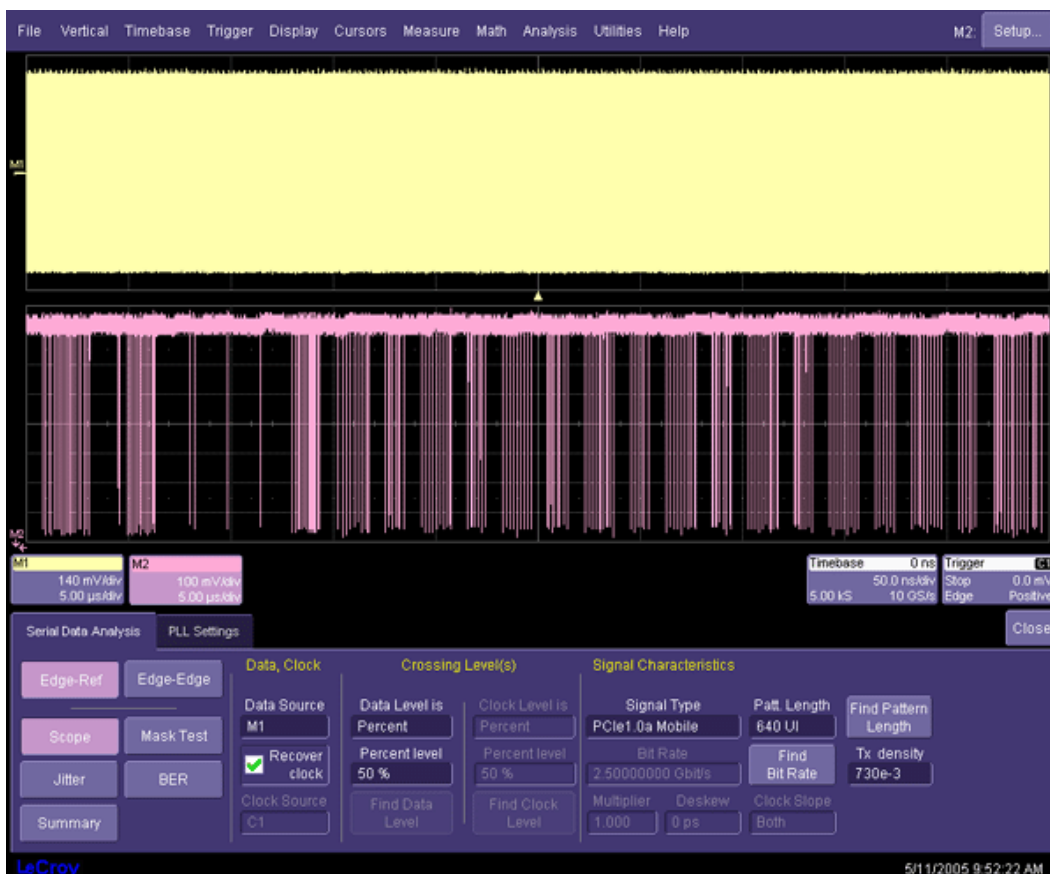 File Vertical Timebase Trigger Display Cursors Measure Math Analysis Utilities Help M2: Setup...
M1
M2
M1
140 mV/div
5.00 µs/div
M2
100 mV/div
5.00 µs/div
Timebase 0 ns
50.0 ns/div
5.00 kS 10 GS/s
Trigger C1
Stop 0.0 mV
Edge Positive
Serial Data Analysis PLL Settings Close
Edge-Ref Edge-Edge
Scope Mask Test
Jitter BER
Summary
Data, Clock
Data Source
M1
Recover clock
Clock Source
C1
Crossing Level(s)
Data Level is
Percent
Percent level
50 %
Find Data Level
Clock Level is
Percent
Percent level
50 %
Find Clock Level
Signal Characteristics
Signal Type
PCIe1.0a Mobile
Bit Rate
2.50000000 Gbit/s
Multiplier Deskew
1.000 0 ps
Patt. Length
640 UI
Find Bit Rate
Clock Slope
Both
Find Pattern Length
Tx density
730e-3
LeCroy 5/11/2005 9:52:22 AM